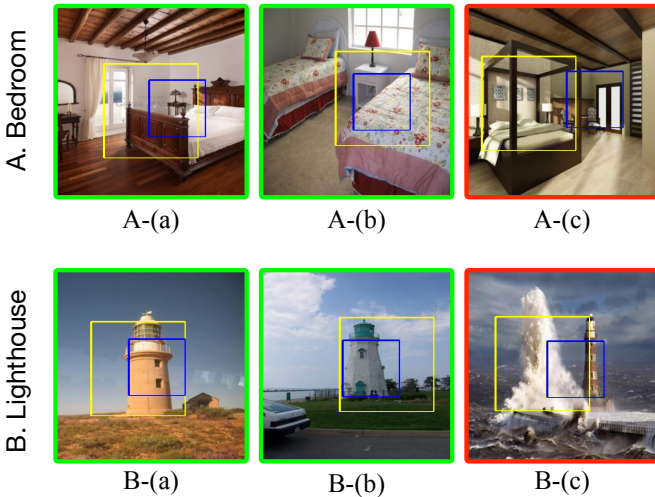 A. Bedroom
A-(a)
A-(b)
A-(c)
B. Lighthouse
B-(a)
B-(b)
B-(c)